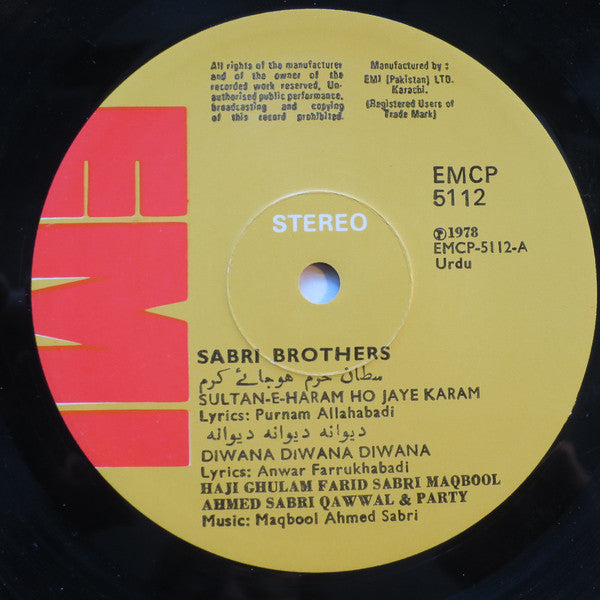 All rights of the manufacturer
and of the owner of the
recorded work reserved. Un-
authorised public performance,
broadcasting and copying
of this record prohibited.
Manufactured by :
EMI (Pakistan) LTD.
Karachi.
(Registered Users of
Trade Mark)
EMI
EMCP
5112
STEREO
℗1978
EMCP-5112-A
Urdu
SABRI BROTHERS
سطان حرم ہوجائے کرم
SULTAN-E-HARAM HO JAYE KARAM
Lyrics: Purnam Allahabadi
دیوانہ دیوانہ دیوانہ
DIWANA DIWANA DIWANA
Lyrics: Anwar Farrukhabadi
HAJI GHULAM FARID SABRI MAQBOOL
AHMED SABRI QAWWAL & PARTY
Music: Maqbool Ahmed Sabri